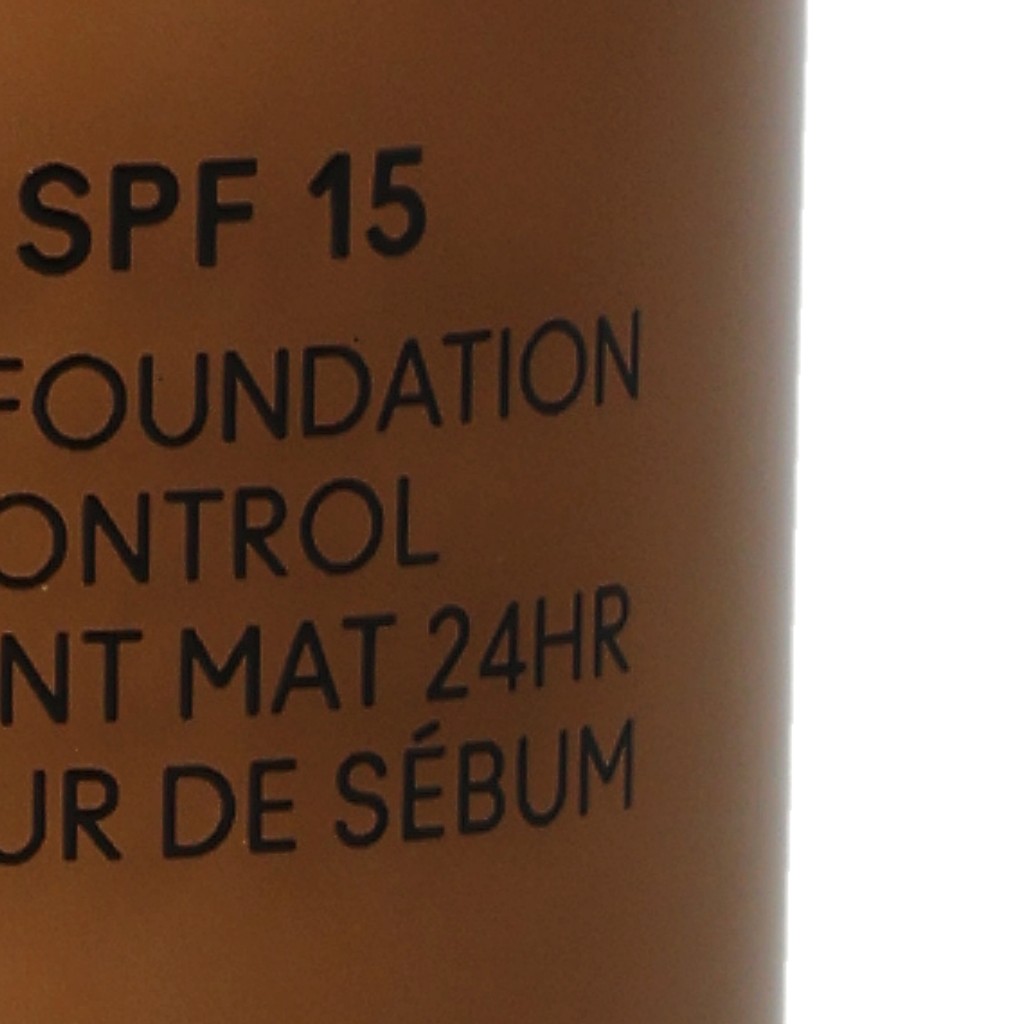 SPF 15
FOUNDATION
ONTROL
NT MAT 24HR
UR DE SÉBUM